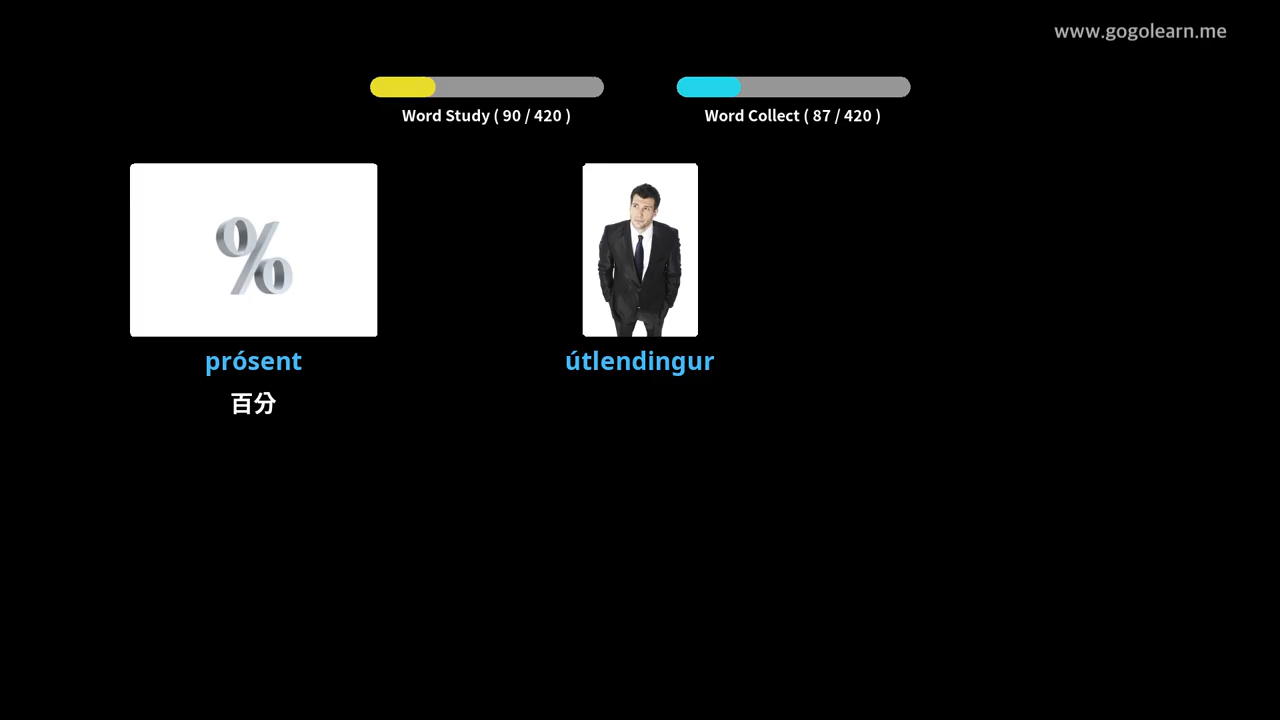 www.gogolearn.me
Word Study ( 90 / 420 )
Word Collect ( 87 / 420 )
%
prósent
útlendingur
百分